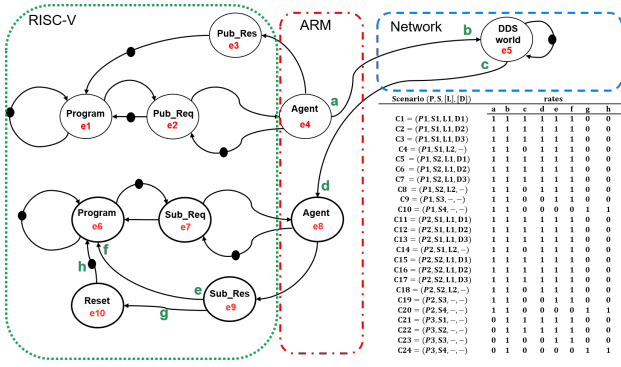 RISC-V
ARM
Network
Pub_Res
e3
b
DDS
world
e5
c
Program
e1
Pub_Req
e2
Agent
e4
a
Scenario (P, S, [L], [D]) rates
a b c d e f g h
C1 = (P1, S1, L1, D1) 1 1 1 1 1 1 0 0
C2 = (P1, S1, L1, D2) 1 1 1 1 1 1 0 0
C3 = (P1, S1, L1, D3) 1 1 1 1 1 1 0 0
C4 = (P1, S1, L2, −) 1 1 0 1 1 1 0 0
C5 = (P1, S2, L1, D1) 1 1 1 1 1 1 0 0
C6 = (P1, S2, L1, D2) 1 1 1 1 1 1 0 0
C7 = (P1, S2, L1, D3) 1 1 1 1 1 1 0 0
C8 = (P1, S2, L2, −) 1 1 0 1 1 1 0 0
C9 = (P1, S3, −, −) 1 1 0 0 1 1 0 0
C10 = (P1, S4, −, −) 1 1 0 0 0 0 1 1
C11 = (P2, S1, L1, D1) 1 1 1 1 1 1 0 0
C12 = (P2, S1, L1, D2) 1 1 1 1 1 1 0 0
C13 = (P2, S1, L1, D3) 1 1 1 1 1 1 0 0
C14 = (P2, S1, L2, −) 1 1 0 1 1 1 0 0
C15 = (P2, S2, L1, D1) 1 1 1 1 1 1 0 0
C16 = (P2, S2, L1, D2) 1 1 1 1 1 1 0 0
C17 = (P2, S2, L1, D3) 1 1 1 1 1 1 0 0
C18 = (P2, S2, L2, −) 1 1 0 1 1 1 0 0
C19 = (P2, S3, −, −) 1 1 0 0 1 1 0 0
C20 = (P2, S4, −, −) 1 1 0 0 0 0 1 1
C21 = (P3, S1, −, −) 0 1 1 1 1 1 0 0
C22 = (P3, S2, −, −) 0 1 1 1 1 1 0 0
C23 = (P3, S3, −, −) 0 1 0 0 1 1 0 0
C24 = (P3, S4, −, −) 0 1 0 0 0 0 1 1
d
Program
e6
Sub_Req
e7
Agent
e8
h
f
Reset
e10
e
g
Sub_Res
e9